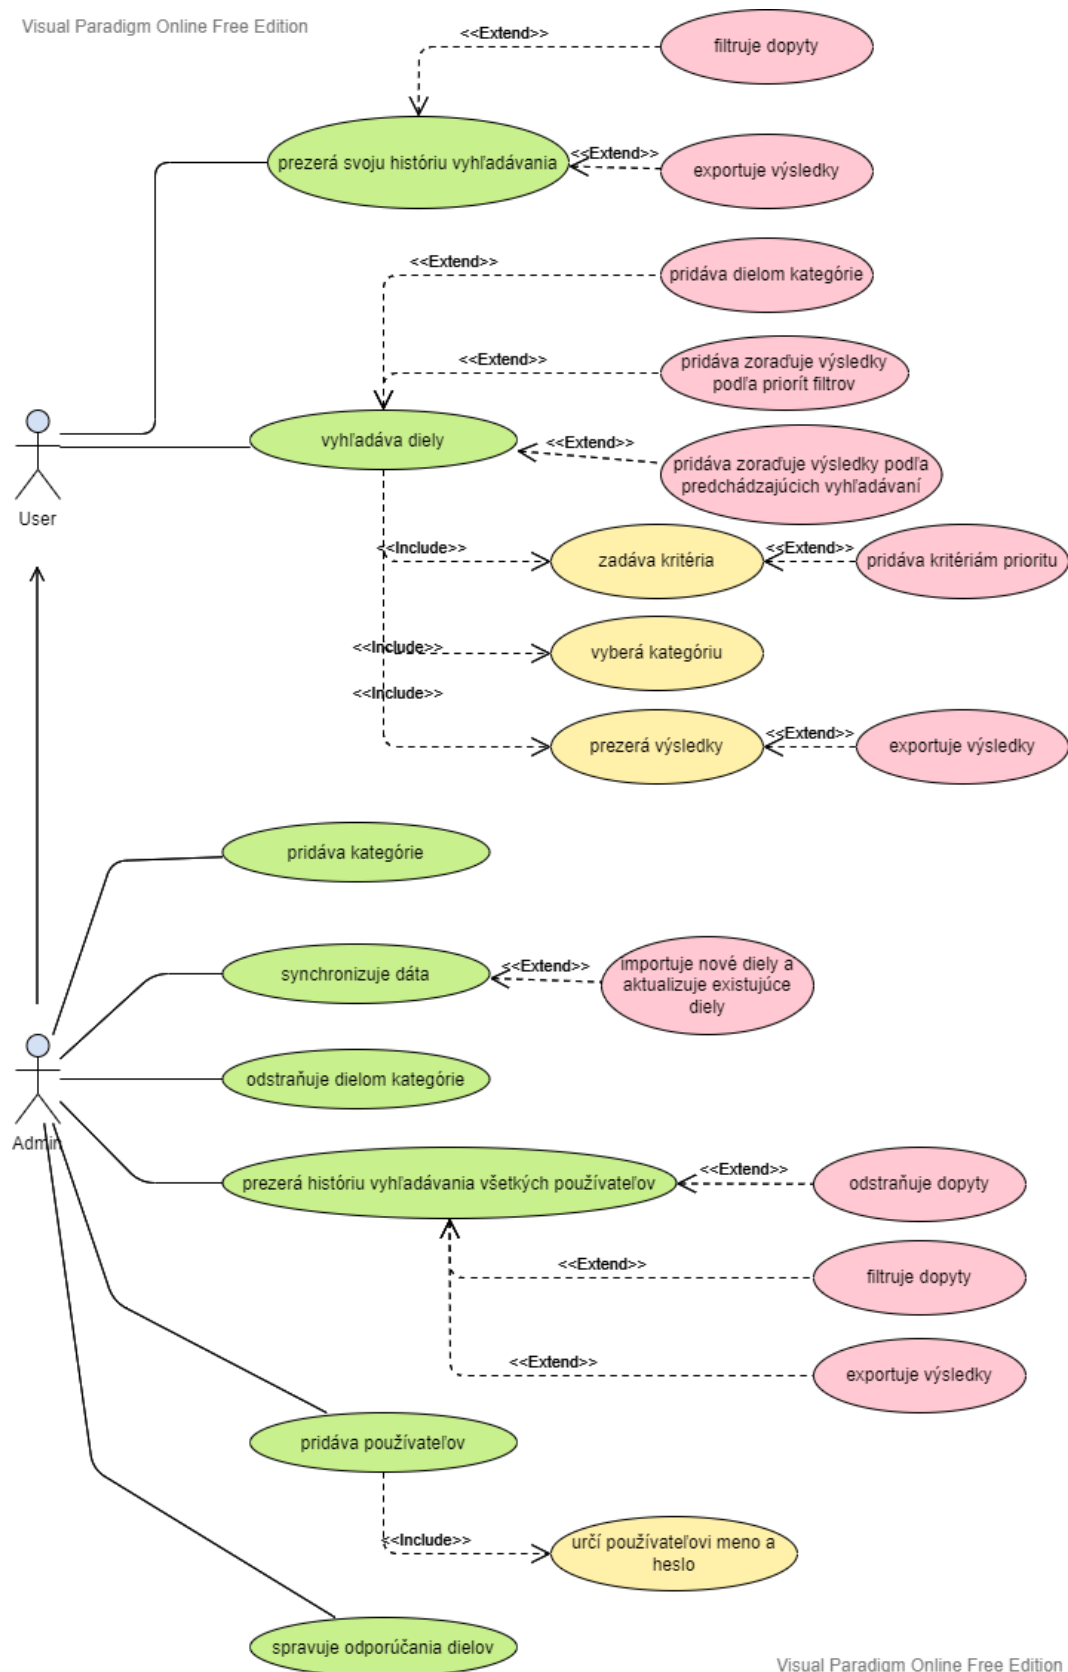 Visual Paradigm Online Free Edition
<<Extend>>
filtruje dopyty
prezerá svoju históriu vyhľadávania
<<Extend>>
exportuje výsledky
<<Extend>>
pridáva dielom kategórie
<<Extend>>
pridáva zoraďuje výsledky
podľa priorít filtrov
User
vyhľadáva diely
<<Extend>>
pridáva zoraďuje výsledky podľa
predchádzajúcich vyhľadávaní
<<Include>>
zadáva kritéria
<<Extend>>
pridáva kritériám prioritu
<<Include>>
vyberá kategóriu
<<Include>>
prezerá výsledky
<<Extend>>
exportuje výsledky
pridáva kategórie
synchronizuje dáta
<<Extend>>
importuje nové diely a
aktualizuje existujúce
diely
odstraňuje dielom kategórie
Admin
prezerá históriu vyhľadávania všetkých používateľov
<<Extend>>
odstraňuje dopyty
<<Extend>>
filtruje dopyty
<<Extend>>
exportuje výsledky
pridáva používateľov
<<Include>>
určí používateľovi meno a
heslo
spravuje odporúčania dielov
Visual Paradigm Online Free Edition